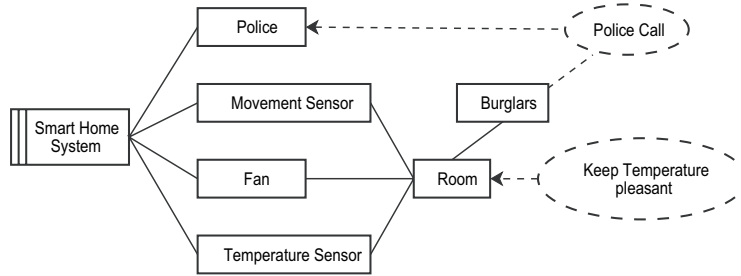 Police
Police Call
Movement Sensor
Burglars
Smart Home
System
Fan
Room
Keep Temperature
pleasant
Temperature Sensor